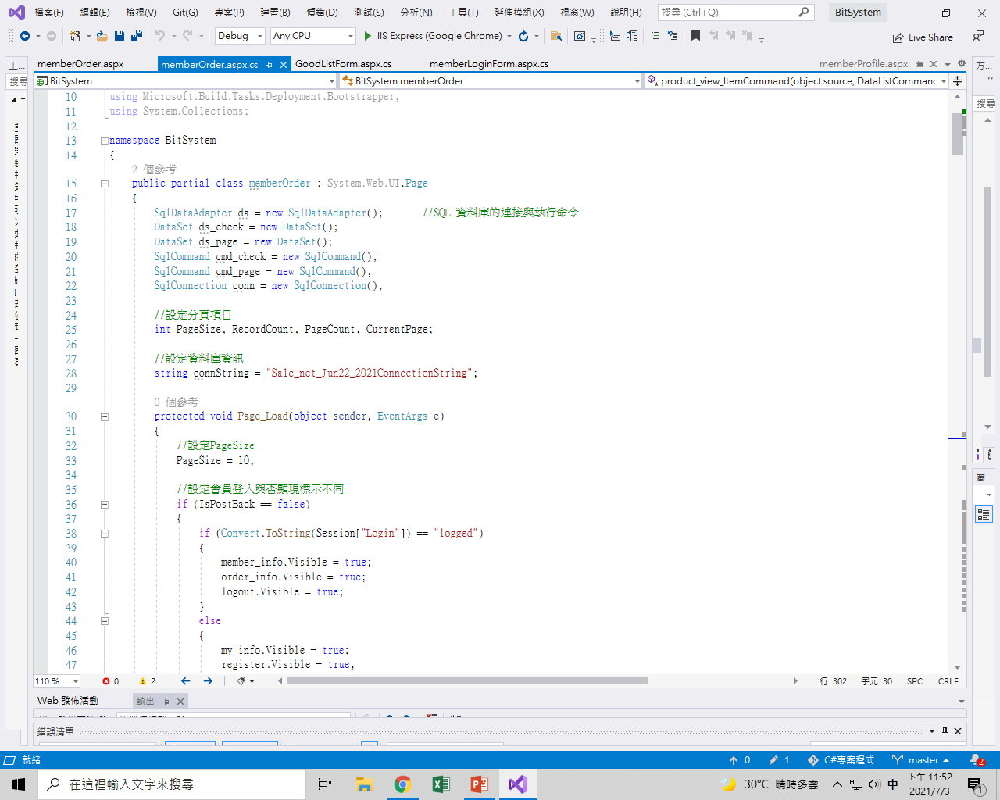 檔案(F) 編輯(E) 檢視(V) Git(G) 專案(P) 建置(B) 偵錯(D) 測試(S) 分析(N) 工具(T) 延伸模組(X) 視窗(W) 說明(H) 搜尋 (Ctrl+Q) BitSystem
Debug Any CPU IIS Express (Google Chrome) Live Share
工... memberOrder.aspx memberOrder.aspx.cs GoodListForm.aspx.cs memberLoginForm.aspx.cs memberProfile.aspx 方...
搜尋 BitSystem BitSystem.memberOrder product_view_ItemCommand(object source, DataListCommanc
搜尋
10 using Microsoft.Build.Tasks.Deployment.Bootstrapper;
11 using System.Collections;
12
13 namespace BitSystem
14 {
2 個參考
15 public partial class memberOrder : System.Web.UI.Page
16 {
17 SqlDataAdapter da = new SqlDataAdapter(); //SQL 資料庫的連接與執行命令
18 DataSet ds_check = new DataSet();
19 DataSet ds_page = new DataSet();
20 SqlCommand cmd_check = new SqlCommand();
21 SqlCommand cmd_page = new SqlCommand();
22 SqlConnection conn = new SqlConnection();
23
24 //設定分頁項目
25 int PageSize, RecordCount, PageCount, CurrentPage;
26
27 //設定資料庫資訊
28 string connString = "Sale_net_Jun22_2021ConnectionString";
29
0 個參考
30 protected void Page_Load(object sender, EventArgs e)
31 {
32 //設定PageSize
33 PageSize = 10;
34
35 //設定會員登入與否顯現標示不同
36 if (IsPostBack == false)
37 {
38 if (Convert.ToString(Session["Login"]) == "logged")
39 {
40 member_info.Visible = true;
41 order_info.Visible = true;
42 logout.Visible = true;
43 }
44 else
45 {
46 my_info.Visible = true;
47 register.Visible = true;
屬...
110 % 0 2 行: 302 字元: 30 SPC CRLF
Web 發佈活動 輸出
錯誤清單
就緒 0 1 C#專案程式 master 2
在這裡輸入文字來搜尋 30°C 晴時多雲 中 下午 11:52
2021/7/3 1